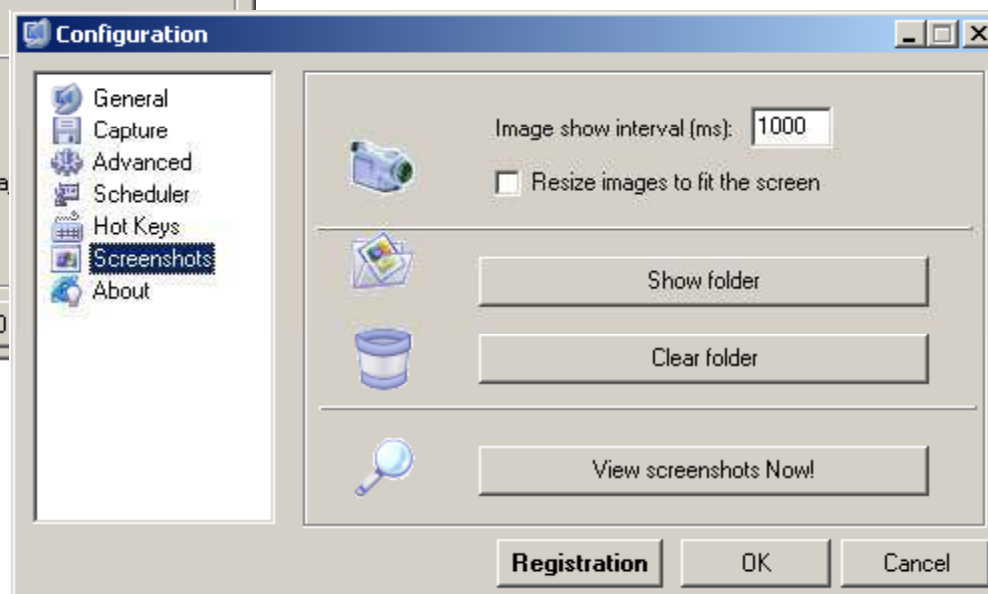 Configuration
General
Capture
Advanced
Scheduler
Hot Keys
Screenshots
About
Image show interval (ms): 1000
Resize images to fit the screen
Show folder
Clear folder
View screenshots Now!
Registration OK Cancel